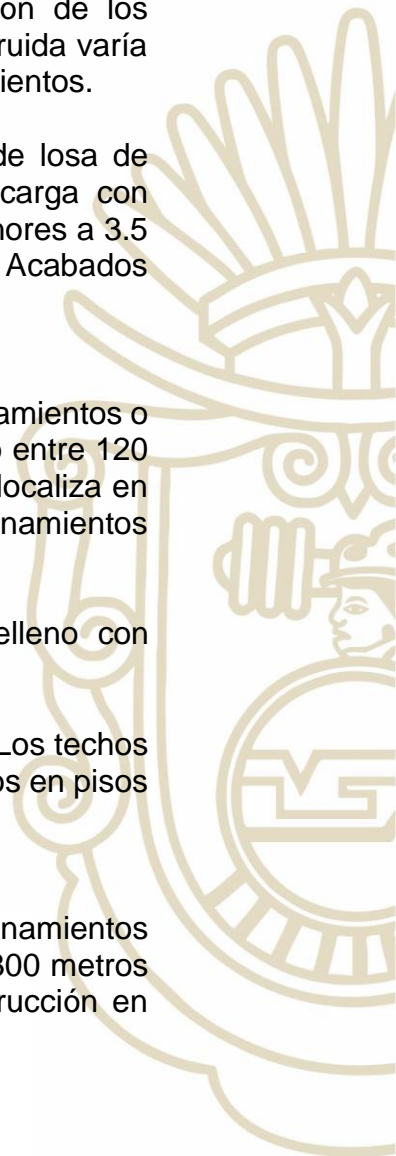 ón de los
ruida varía
ientos.
de losa de
carga con
nores a 3.5
Acabados
amientos o
o entre 120
localiza en
namientos
elleno con
Los techos
os en pisos
namientos
300 metros
rucción en